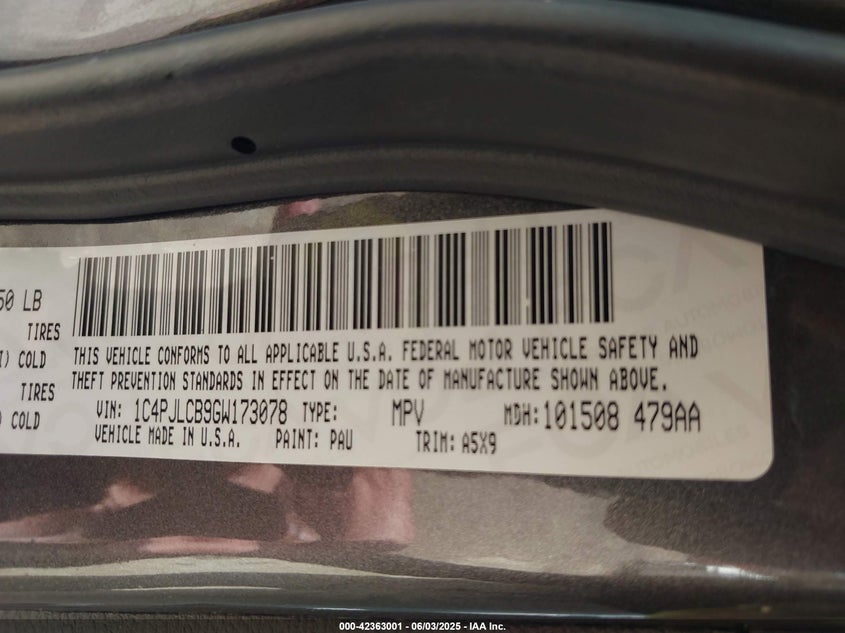 50 LB
TIRES
COLD
TIRES
COLD
THIS VEHICLE CONFORMS TO ALL APPLICABLE U.S.A. FEDERAL MOTOR VEHICLE SAFETY AND
THEFT PREVENTION STANDARDS IN EFFECT ON THE DATE OF MANUFACTURE SHOWN ABOVE.
VIN: 1C4PJLCB9GW173078 TYPE: MPV MDH:101508 479AA
VEHICLE MADE IN U.S.A. PAINT: PAU TRIM: A5X9
000-42363001 - 06/03/2025 - IAA Inc.